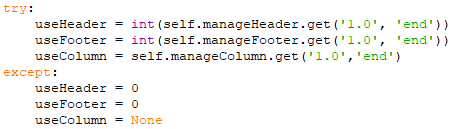 try:
    useHeader = int(self.manageHeader.get('1.0', 'end'))
    useFooter = int(self.manageFooter.get('1.0', 'end'))
    useColumn = self.manageColumn.get('1.0','end')
except:
    useHeader = 0
    useFooter = 0
    useColumn = None